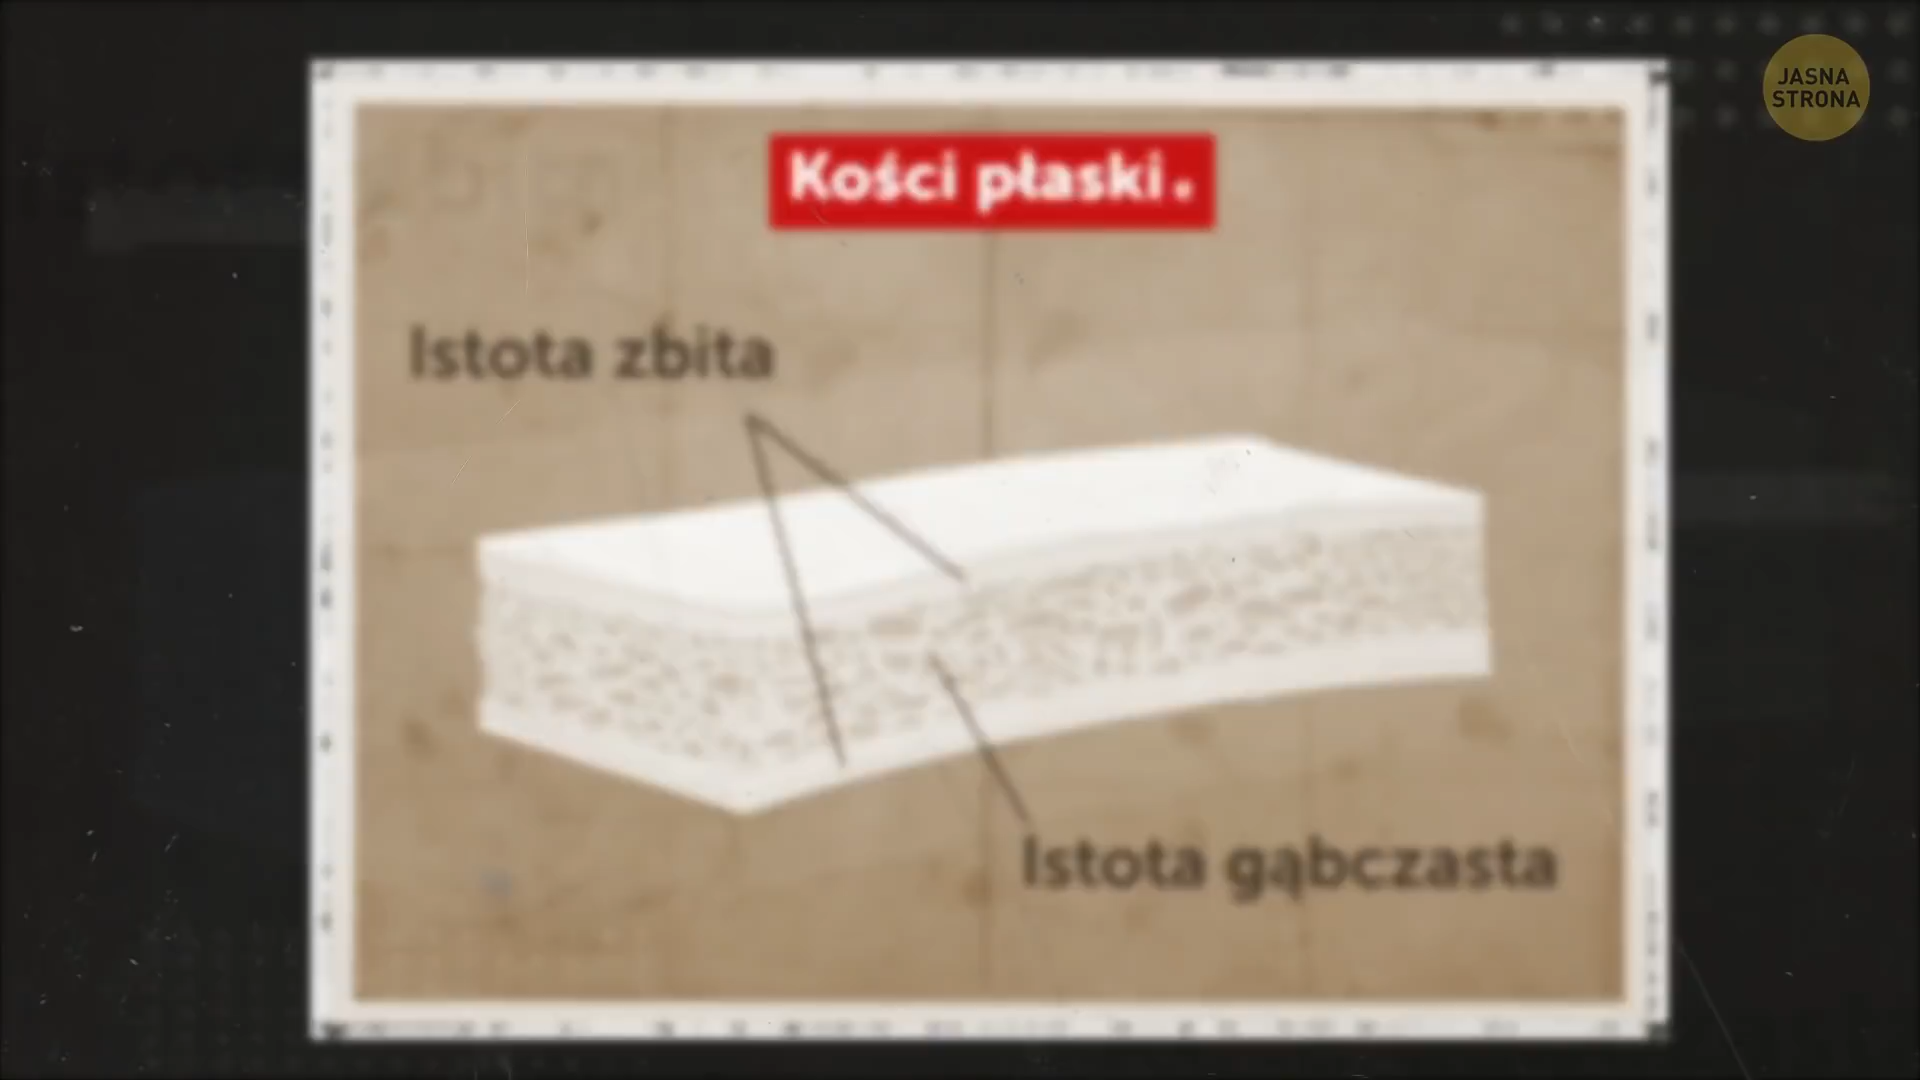 JASNA
STRONA
Kości płaski.
Istota zbita
Istota gąbczasta